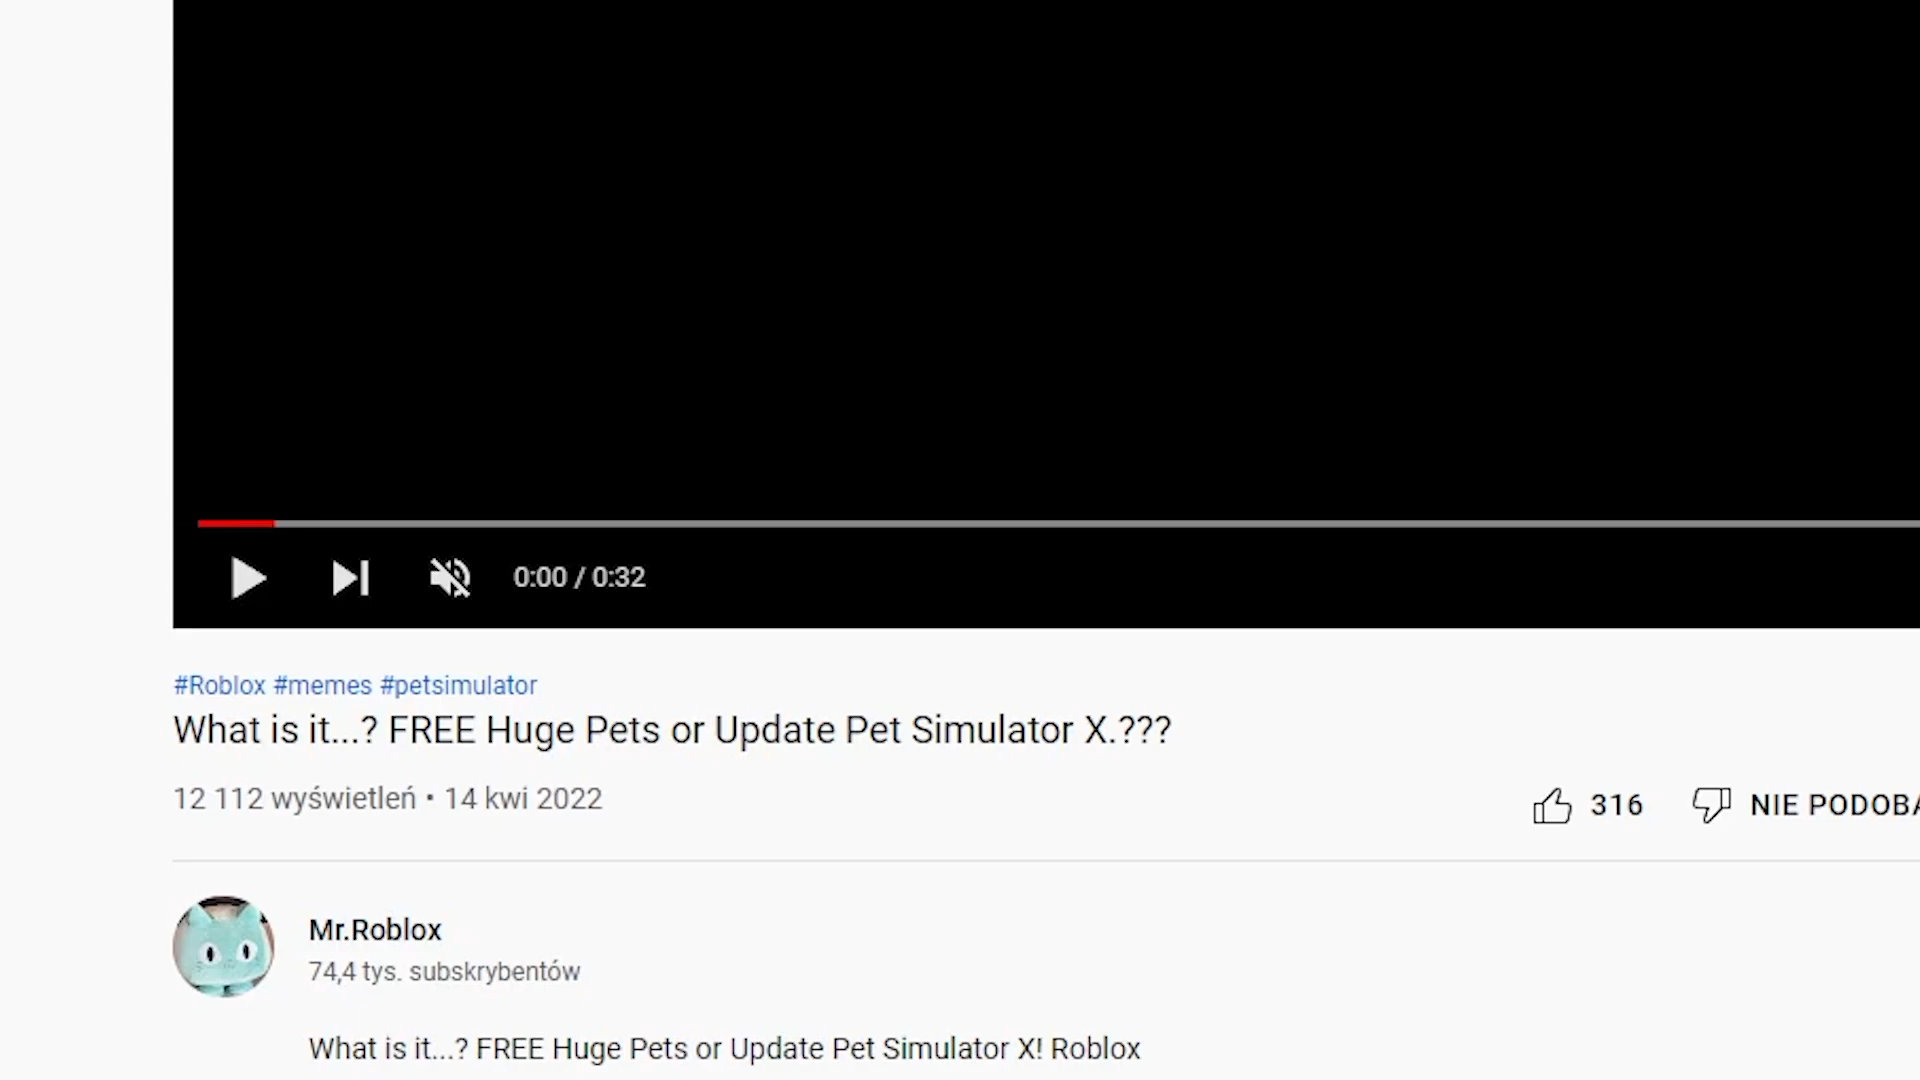 0:00 / 0:32
#Roblox #memes #petsimulator
What is it...? FREE Huge Pets or Update Pet Simulator X.???
12 112 wyświetleń • 14 kwi 2022
316 NIE PODOBA
Mr.Roblox
74,4 tys. subskrybentów
What is it...? FREE Huge Pets or Update Pet Simulator X! Roblox